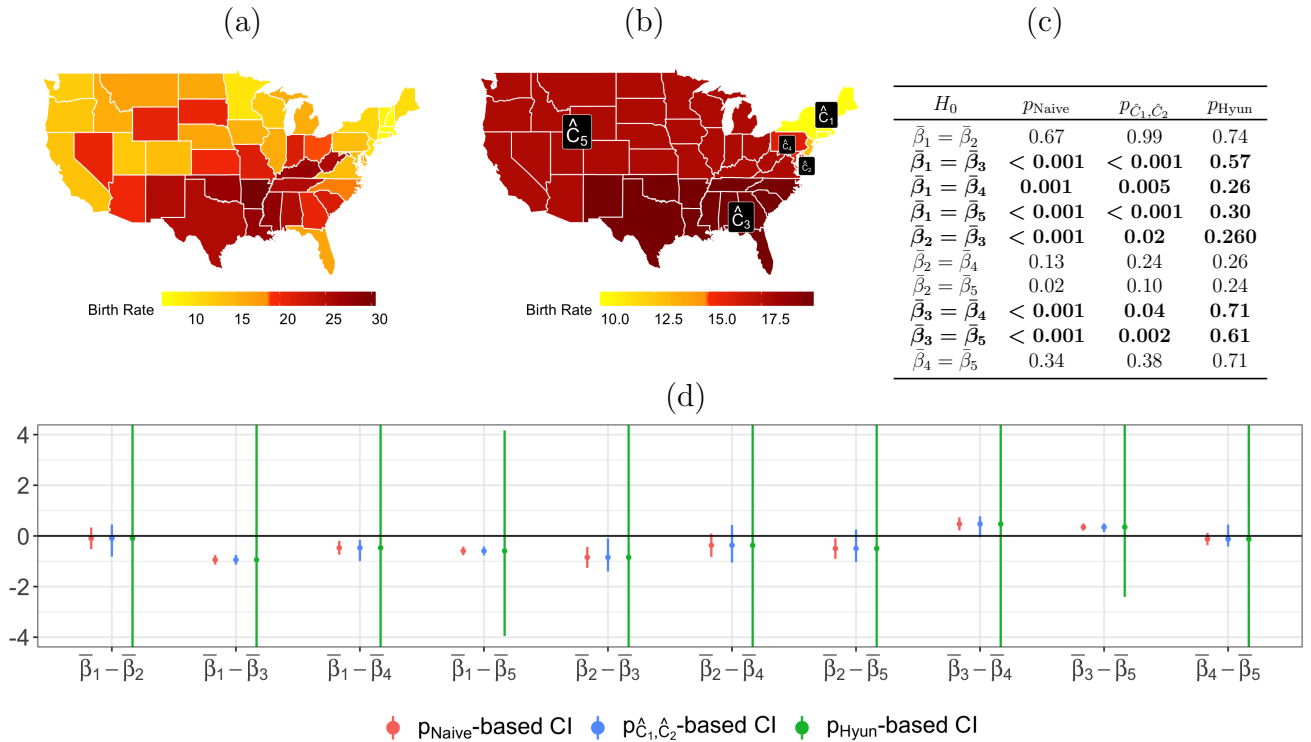 (a)
(b)
(c)
Ĉ₁
Ĉ₅
Ĉ₄
Ĉ₂
Ĉ₃
Birth Rate 10 15 20 25 30
Birth Rate 10.0 12.5 15.0 17.5
H₀ p_Naive p_Ĉ₁,Ĉ₂ p_Hyun
β̄₁ = β̄₂ 0.67 0.99 0.74
β̄₁ = β̄₃ < 0.001 < 0.001 0.57
β̄₁ = β̄₄ 0.001 0.005 0.26
β̄₁ = β̄₅ < 0.001 < 0.001 0.30
β̄₂ = β̄₃ < 0.001 0.02 0.260
β̄₂ = β̄₄ 0.13 0.24 0.26
β̄₂ = β̄₅ 0.02 0.10 0.24
β̄₃ = β̄₄ < 0.001 0.04 0.71
β̄₃ = β̄₅ < 0.001 0.002 0.61
β̄₄ = β̄₅ 0.34 0.38 0.71
(d)
4
2
0
-2
-4
β̄₁−β̄₂ β̄₁−β̄₃ β̄₁−β̄₄ β̄₁−β̄₅ β̄₂−β̄₃ β̄₂−β̄₄ β̄₂−β̄₅ β̄₃−β̄₄ β̄₃−β̄₅ β̄₄−β̄₅
p_Naive-based CI p_Ĉ₁,Ĉ₂-based CI p_Hyun-based CI